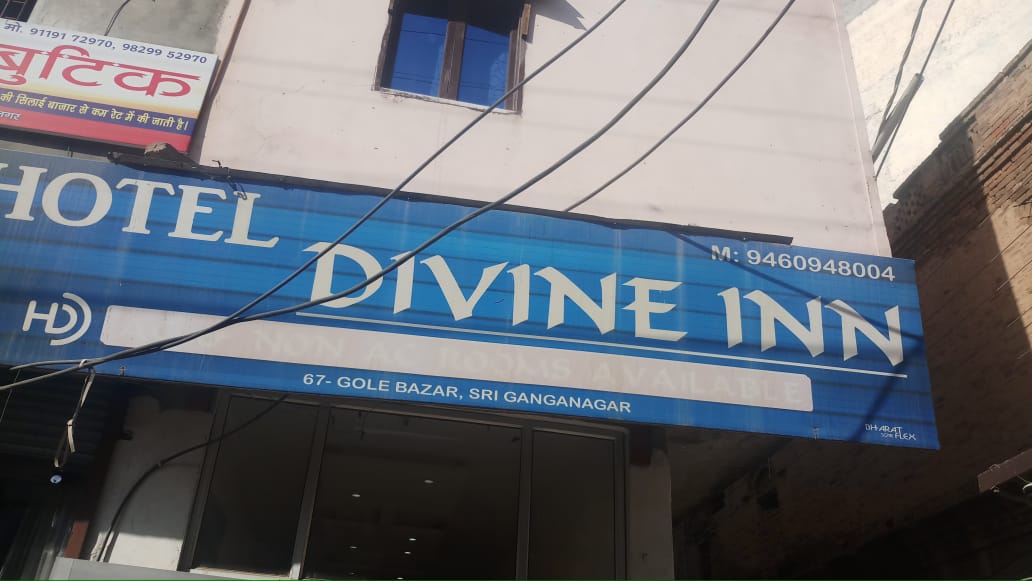 मो. 91191 72970, 98299 52970
बुटिक
की सिलाई बाजार से कम रेट में की जाती है।
नगर
HOTEL DIVINE INN
M: 9460948004
HD
NON AC ROOMS AVAILABLE
67- GOLE BAZAR, SRI GANGANAGAR
BHARAT
FLEX